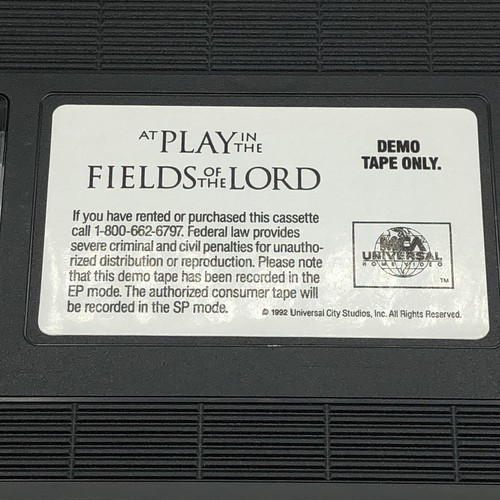 AT PLAY IN THE
FIELDS OF THE LORD
DEMO
TAPE ONLY.
If you have rented or purchased this cassette
call 1-800-662-6797. Federal law provides
severe criminal and civil penalties for unautho-
rized distribution or reproduction. Please note
that this demo tape has been recorded in the
EP mode. The authorized consumer tape will
be recorded in the SP mode.
MCA
UNIVERSAL
HOME VIDEO
TM
© 1992 Universal City Studios, Inc. All Rights Reserved.